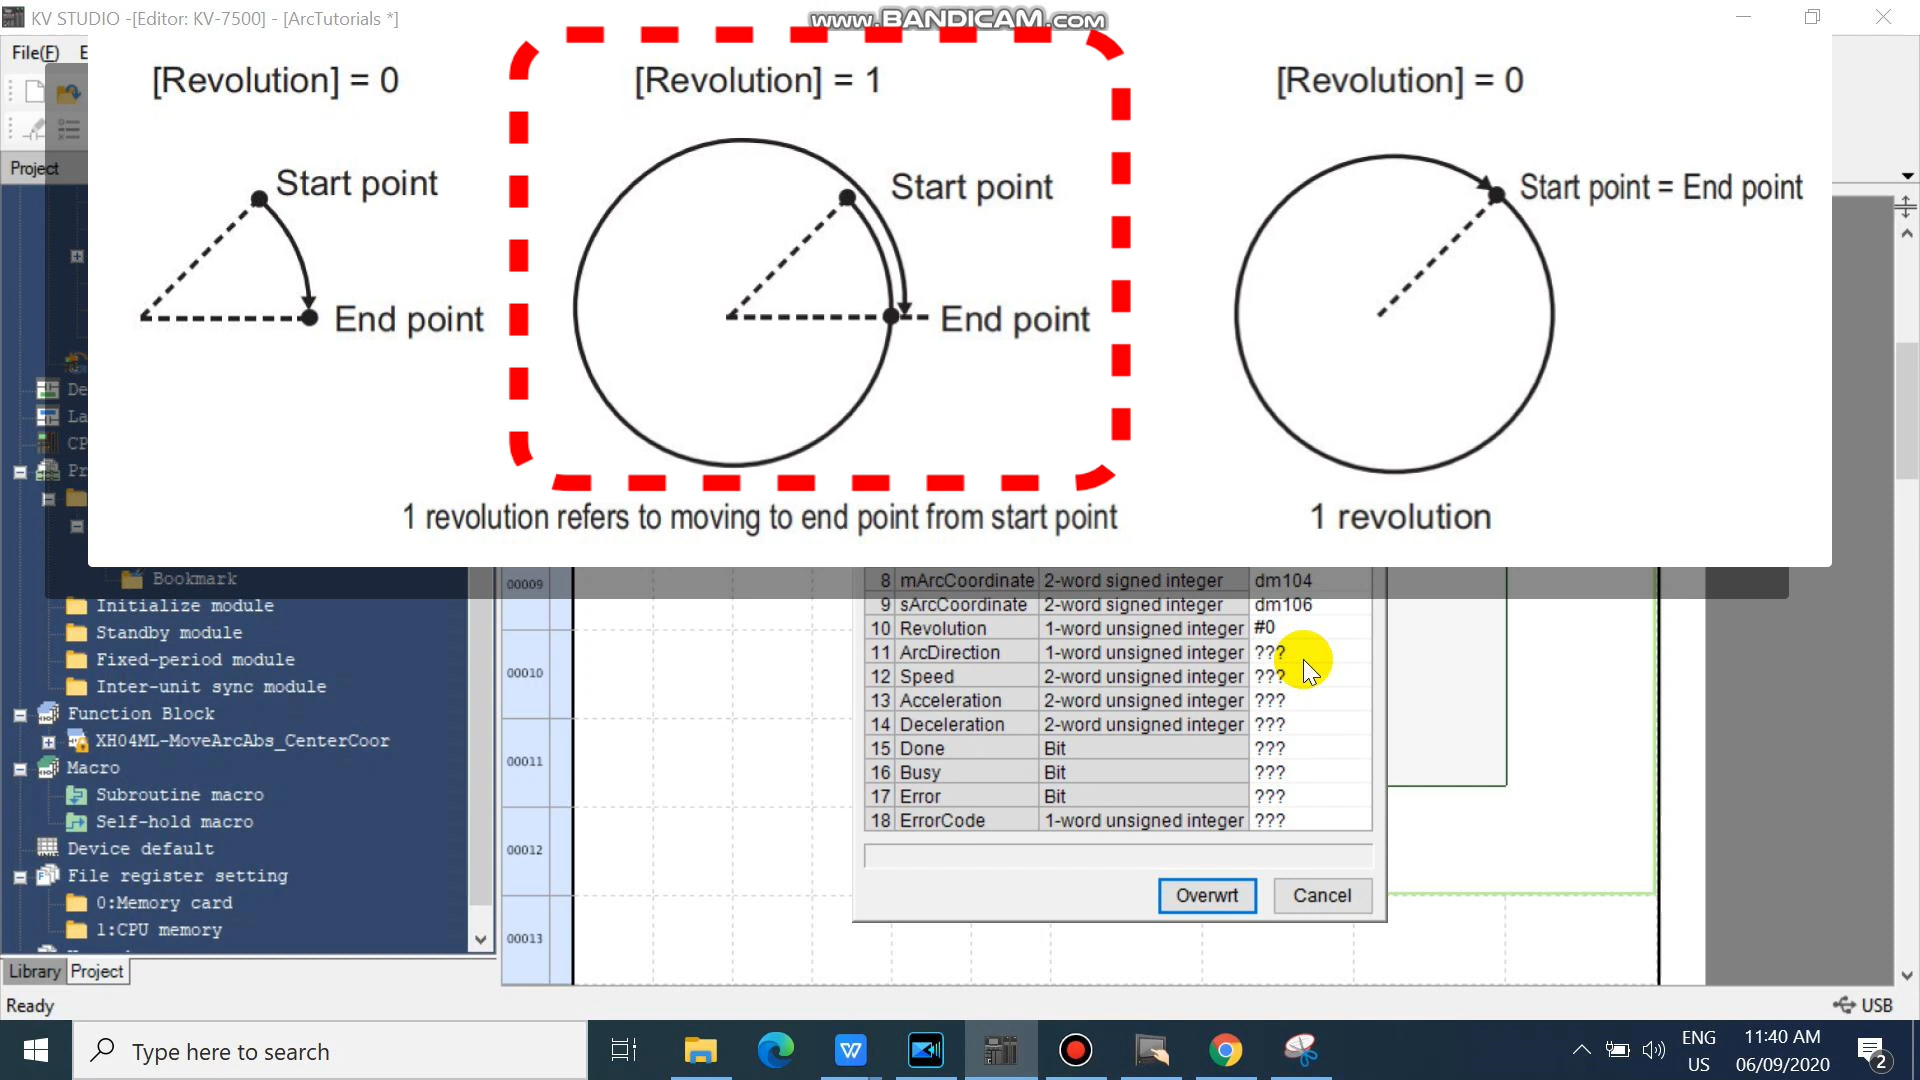 KV STUDIO -[Editor: KV-7500] - [ArcTutorials *]
www.BANDICAM.com
File(F) E
[Revolution] = 0
[Revolution] = 1
[Revolution] = 0
Project
Start point
Start point
Start point = End point
End point
End point
De
La
CP
Pr
1 revolution refers to moving to end point from start point
1 revolution
Bookmark
Initialize module
Standby module
Fixed-period module
Inter-unit sync module
Function Block
XH04ML-MoveArcAbs_CenterCoor
Macro
Subroutine macro
Self-hold macro
Device default
File register setting
0:Memory card
1:CPU memory
Library Project
00009
00010
00011
00012
00013
8 mArcCoordinate 2-word signed integer dm104
9 sArcCoordinate 2-word signed integer dm106
10 Revolution 1-word unsigned integer #0
11 ArcDirection 1-word unsigned integer ???
12 Speed 2-word unsigned integer ???
13 Acceleration 2-word unsigned integer ???
14 Deceleration 2-word unsigned integer ???
15 Done Bit ???
16 Busy Bit ???
17 Error Bit ???
18 ErrorCode 1-word unsigned integer ???
Overwrt Cancel
Ready
USB
Type here to search
ENG
US
11:40 AM
06/09/2020
2